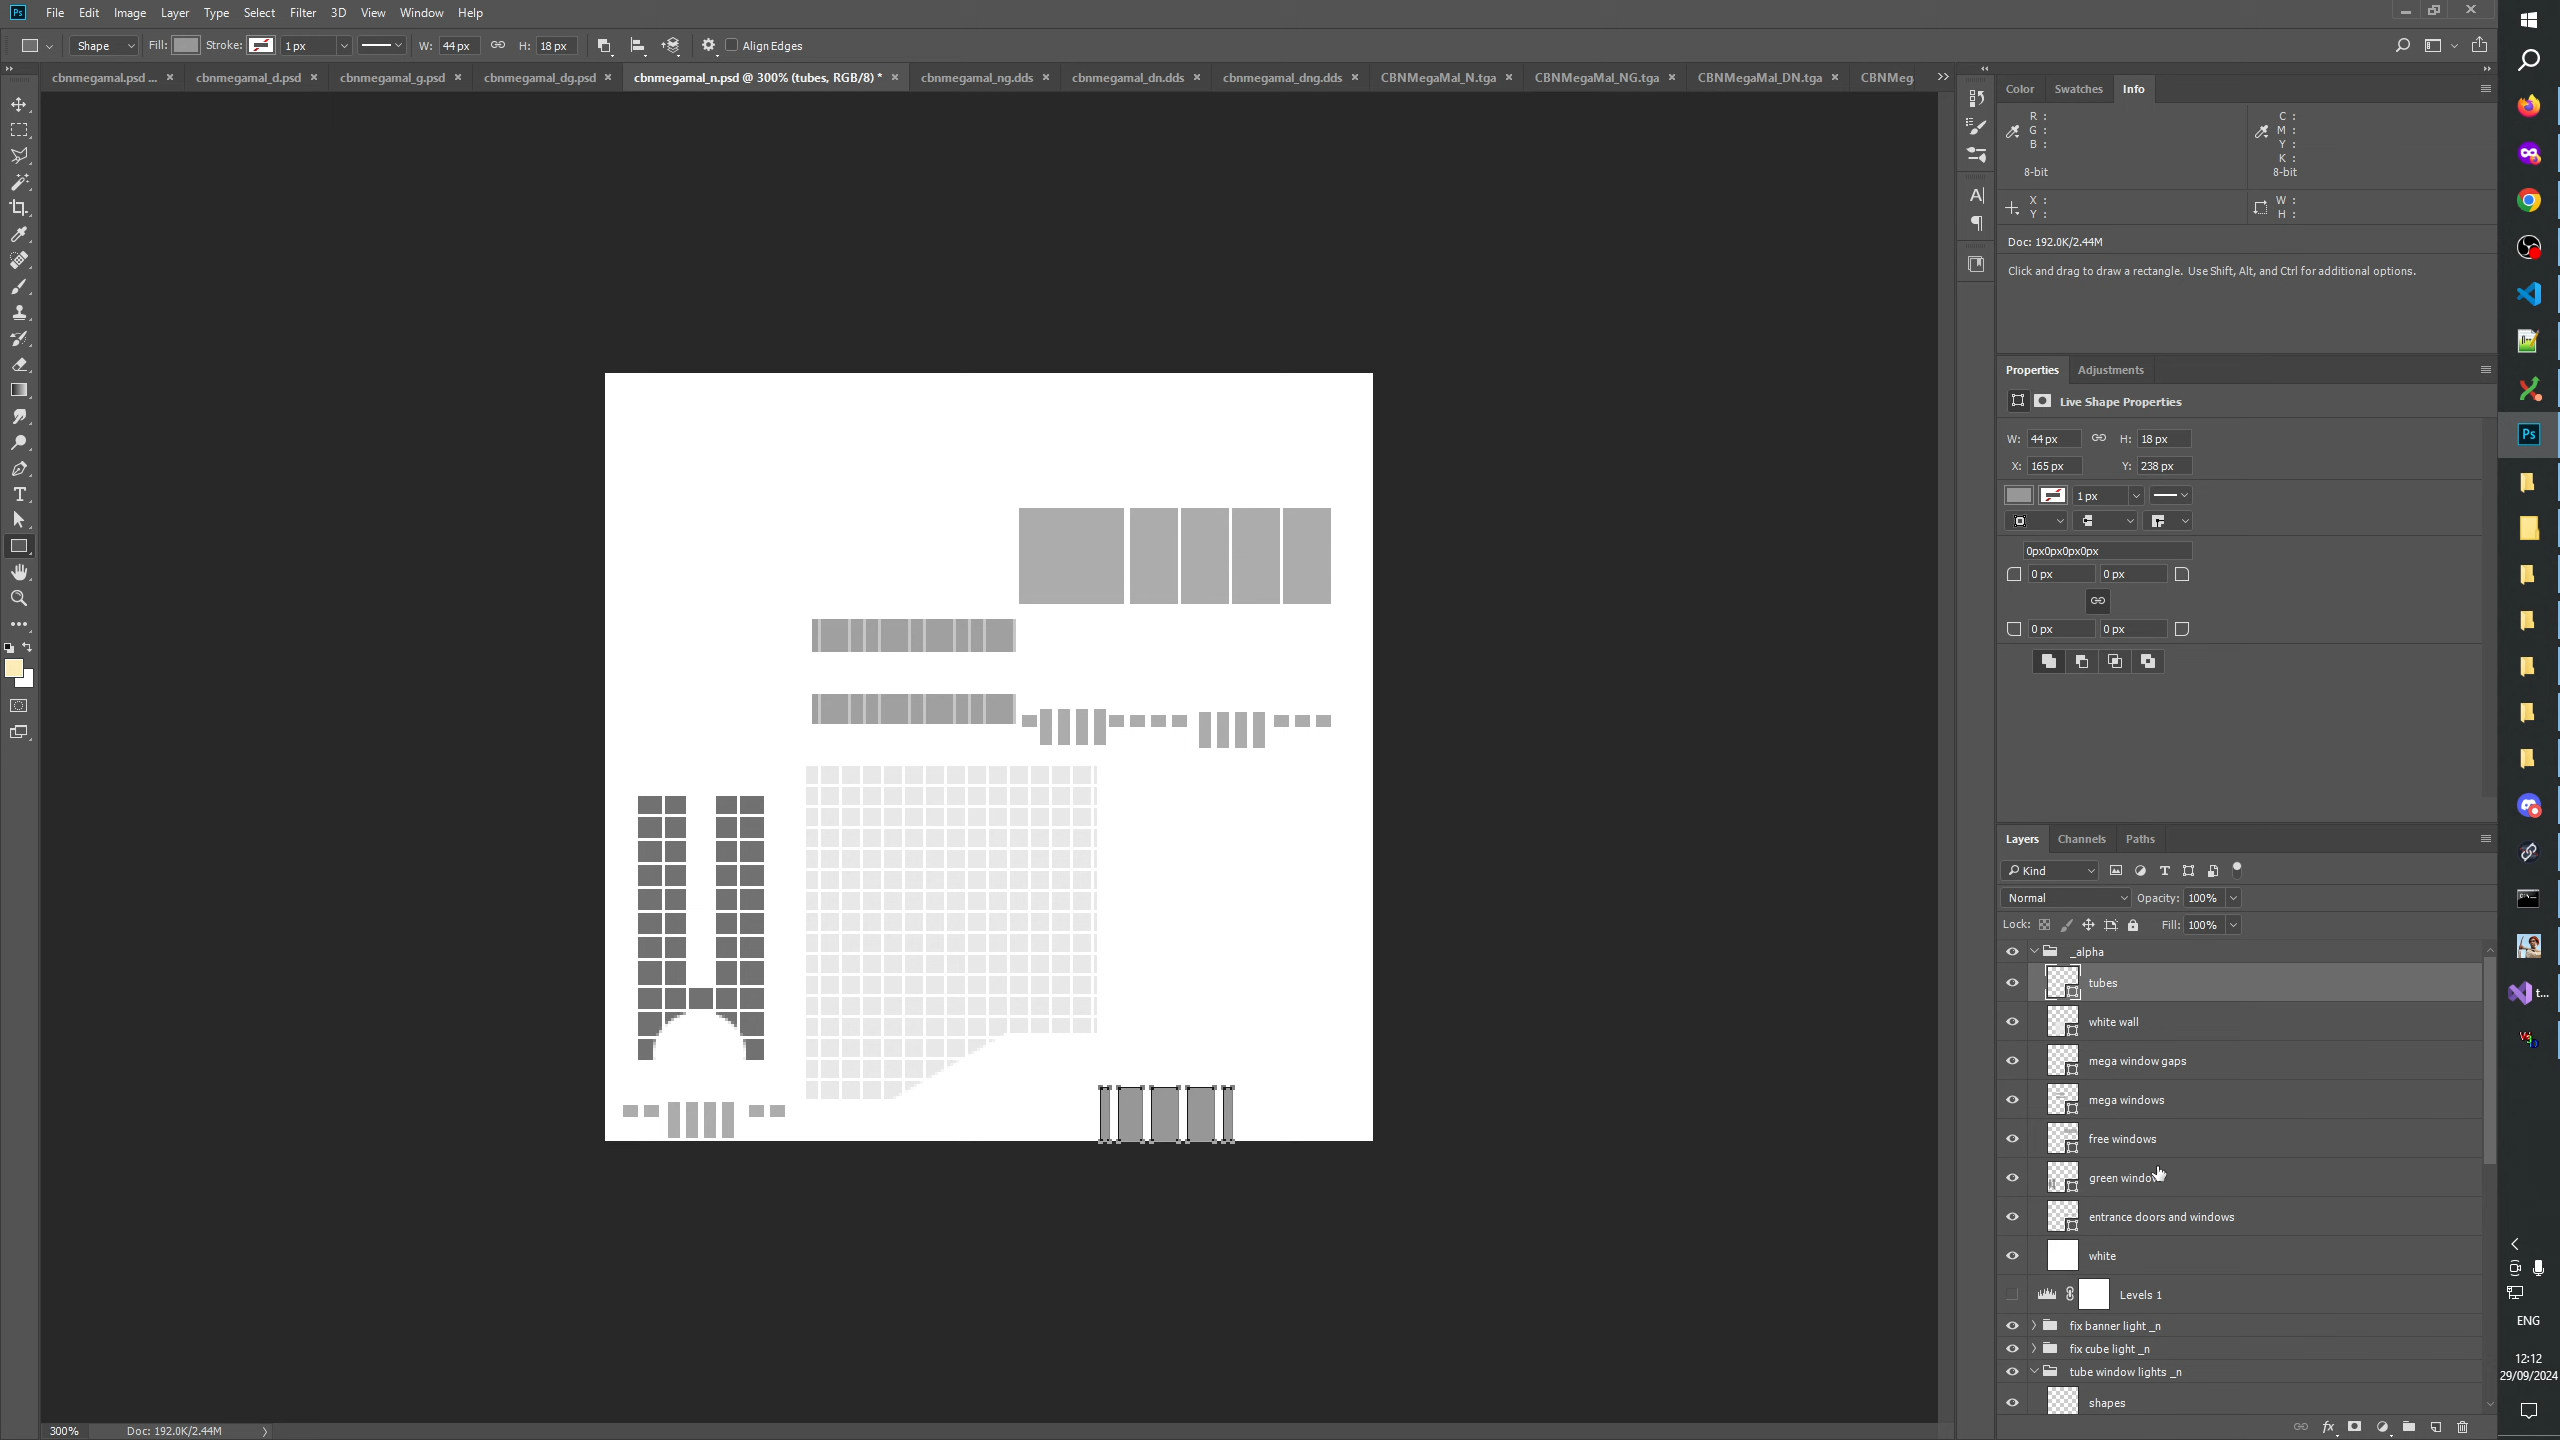 Ps File Edit Image Layer Type Select Filter 3D View Window Help
Shape Fill: Stroke: 1 px W: 44 px H: 18 px Align Edges
cbnmegamal.psd ... × cbnmegamal_d.psd × cbnmegamal_g.psd × cbnmegamal_dg.psd × cbnmegamal_n.psd @ 300% (tubes, RGB/8) * × cbnmegamal_ng.dds × cbnmegamal_dn.dds × cbnmegamal_dng.dds × CBNMegaMal_N.tga × CBNMegaMal_NG.tga × CBNMegaMal_DN.tga × CBNMeg
Color Swatches Info
R : C :
G : M :
B : Y :
K :
8-bit 8-bit
X : W :
Y : H :
Doc: 192.0K/2.44M
Click and drag to draw a rectangle. Use Shift, Alt, and Ctrl for additional options.
Properties Adjustments
Live Shape Properties
W: 44 px H: 18 px
X: 165 px Y: 238 px
1 px
0px0px0px0px
0 px 0 px
0 px 0 px
Layers Channels Paths
Kind
Normal Opacity: 100%
Lock: Fill: 100%
_alpha
tubes
white wall
mega window gaps
mega windows
free windows
green window
entrance doors and windows
white
Levels 1
fix banner light _n
fix cube light _n
tube window lights _n
shapes
fx
300% Doc: 192.0K/2.44M
Ps
t...
ENG
12:12
29/09/2024